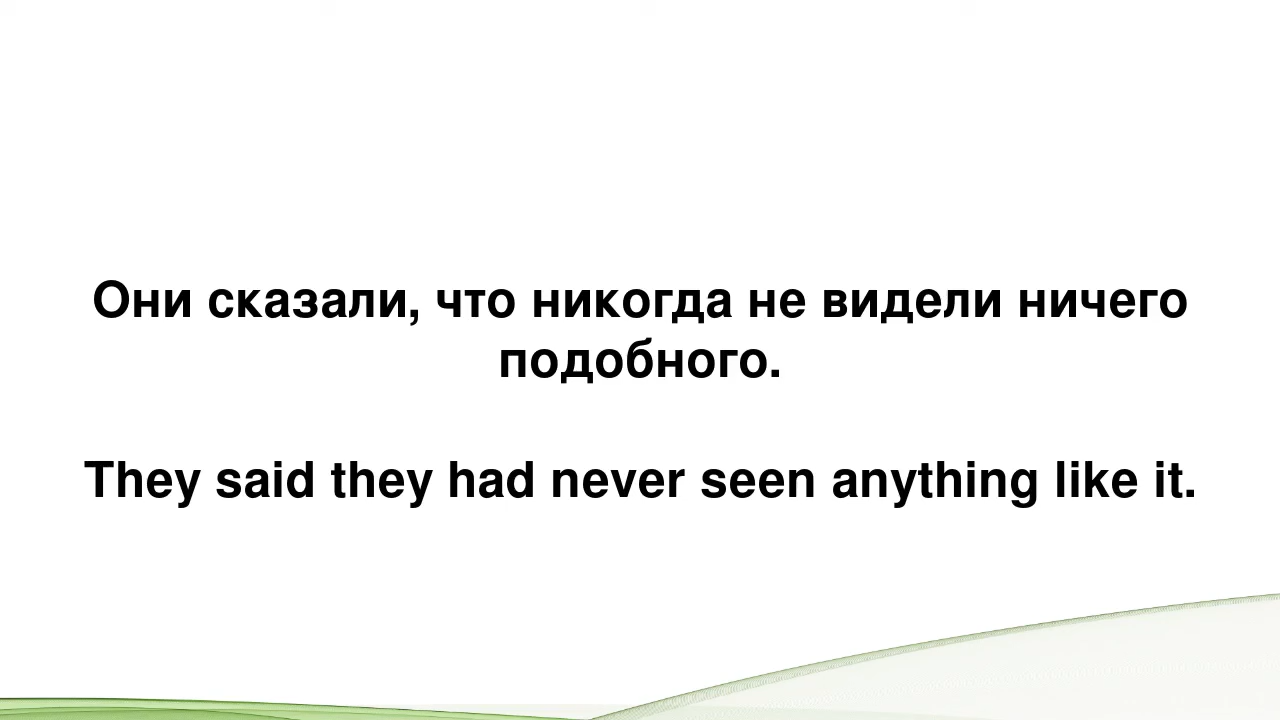 Они сказали, что никогда не видели ничего
подобного.
They said they had never seen anything like it.